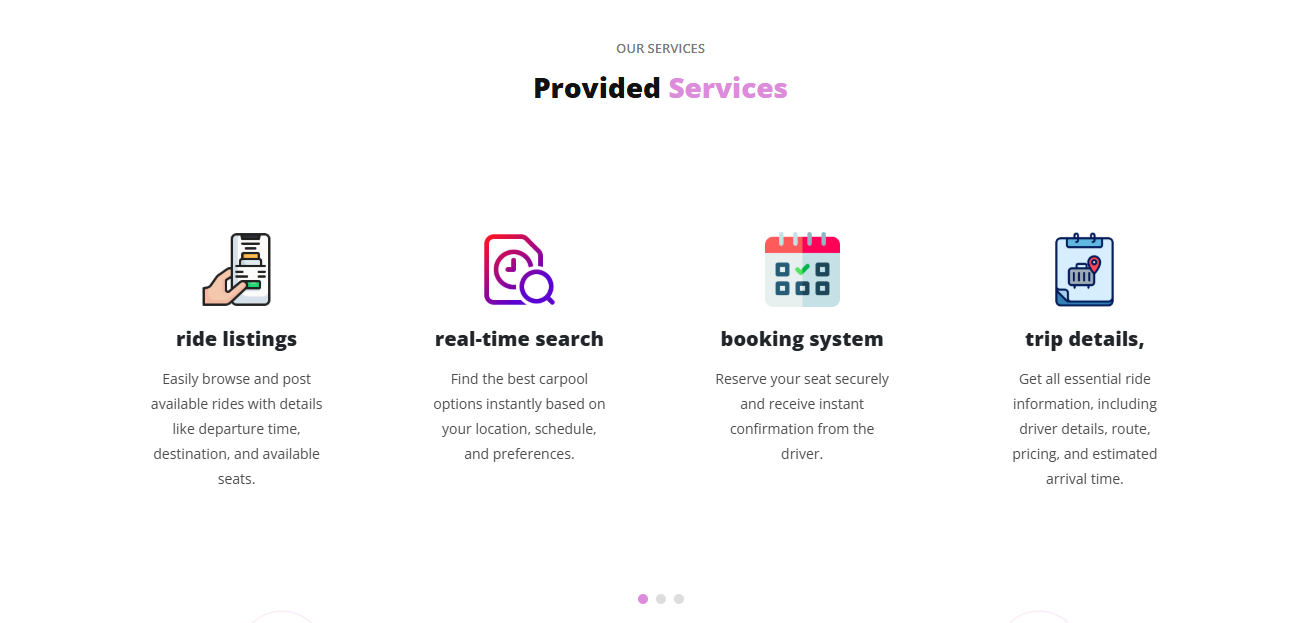 OUR SERVICES
Provided Services
ride listings
Easily browse and post
available rides with details
like departure time,
destination, and available
seats.
real-time search
Find the best carpool
options instantly based on
your location, schedule,
and preferences.
booking system
Reserve your seat securely
and receive instant
confirmation from the
driver.
trip details,
Get all essential ride
information, including
driver details, route,
pricing, and estimated
arrival time.